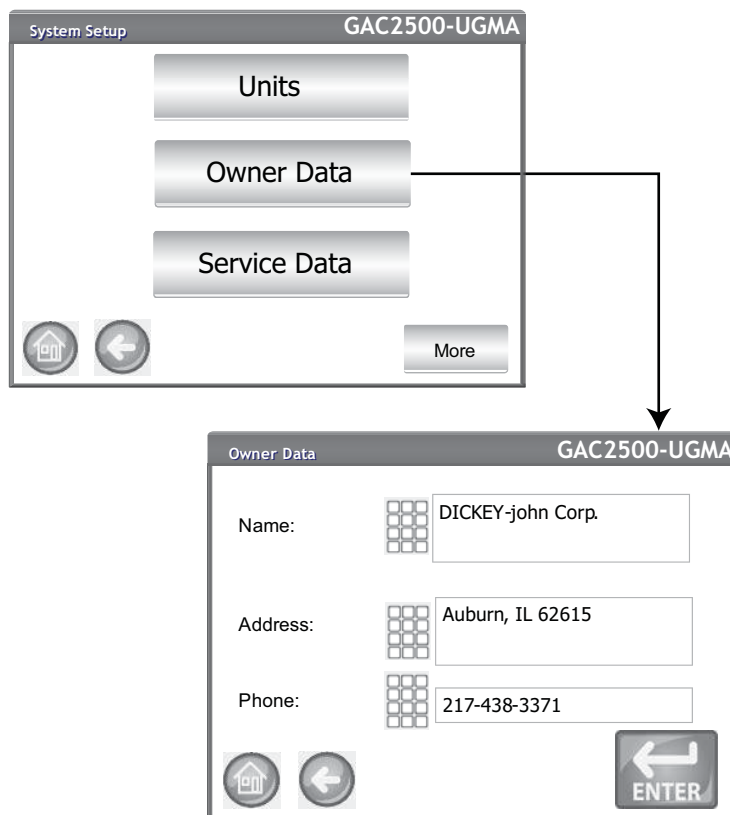 System Setup GAC2500-UGMA
Units
Owner Data
Service Data
More
Owner Data GAC2500-UGMA
Name: DICKEY-john Corp.
Address: Auburn, IL 62615
Phone: 217-438-3371
ENTER